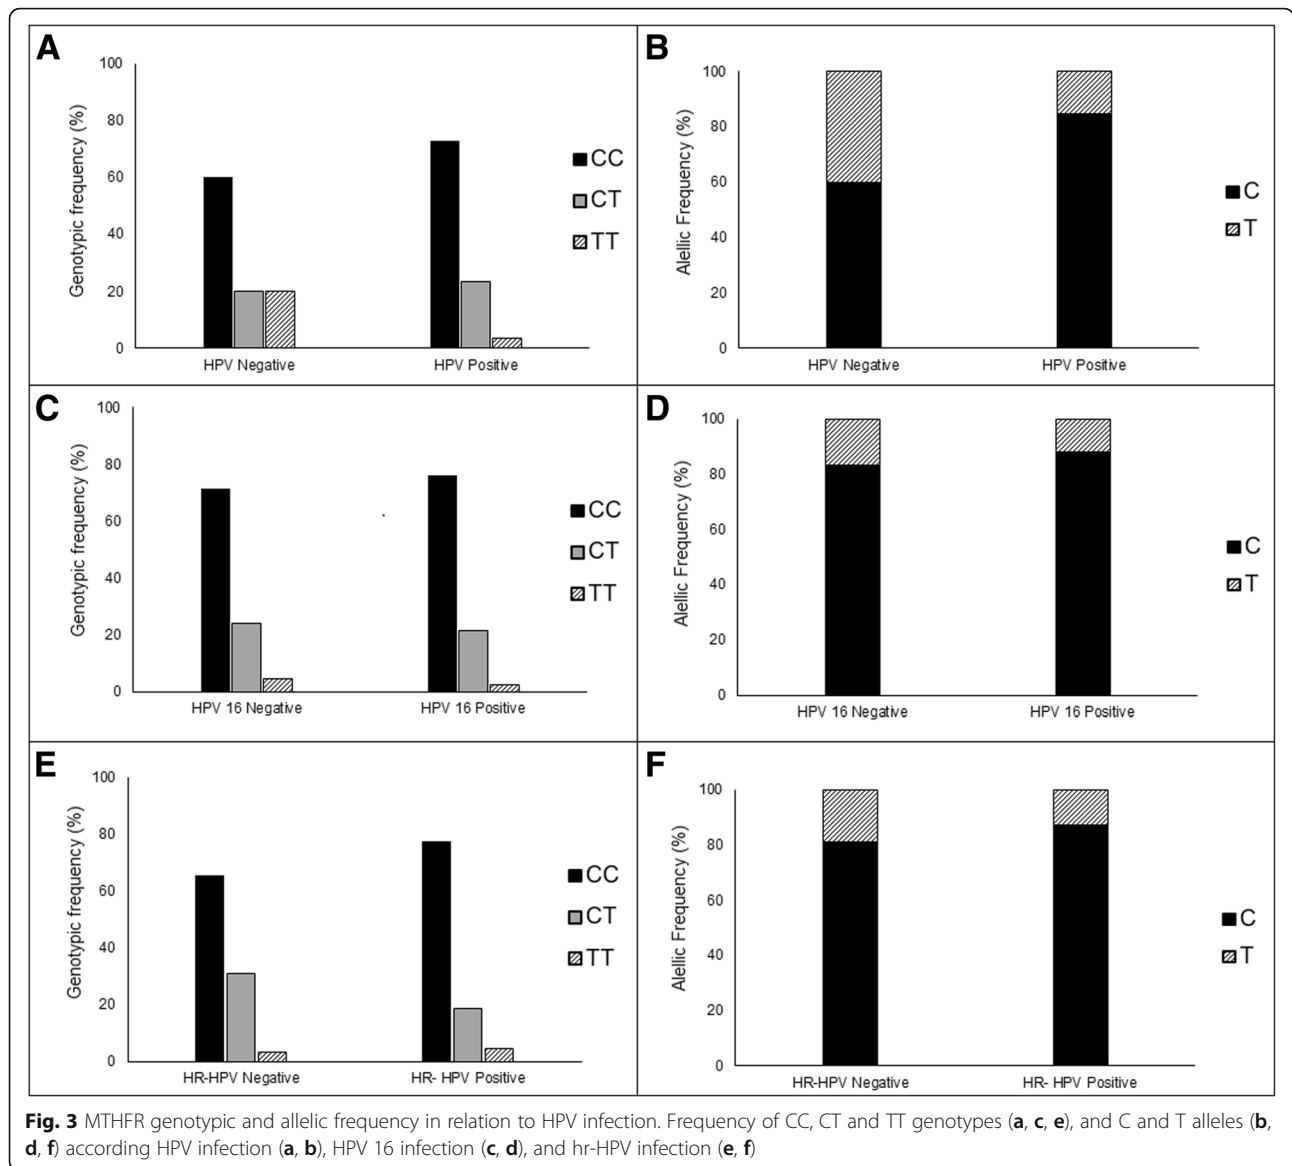 A
Genotypic frequency (%)
100
80
60
40
20
0
HPV Negative
HPV Positive
CC
CT
TT
B
Alellic Frequency (%)
100
80
60
40
20
0
HPV Negative
HPV Positive
C
T
C
Genotypic frequency (%)
100
80
60
40
20
0
HPV 16 Negative
HPV 16 Positive
CC
CT
TT
D
Alellic Frequency (%)
100
80
60
40
20
0
HPV 16 Negative
HPV 16 Positive
C
T
E
Genotypic frequency (%)
100
80
60
40
20
0
HR-HPV Negative
HR- HPV Positive
CC
CT
TT
F
Alellic Frequency (%)
100
80
60
40
20
0
HR-HPV Negative
HR- HPV Positive
C
T
Fig. 3 MTHFR genotypic and allelic frequency in relation to HPV infection. Frequency of CC, CT and TT genotypes (a, c, e), and C and T alleles (b,
d, f) according HPV infection (a, b), HPV 16 infection (c, d), and hr-HPV infection (e, f)